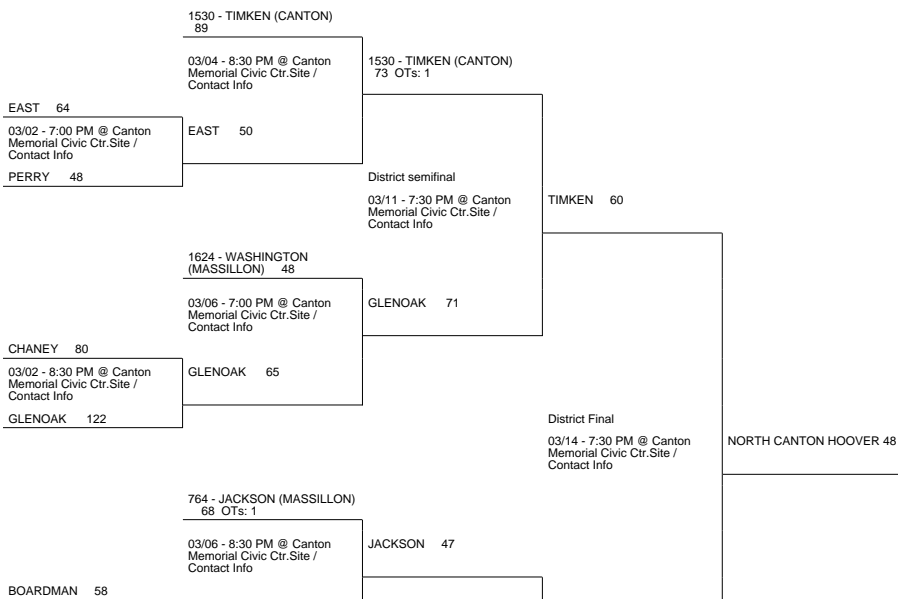 1530 - TIMKEN (CANTON)
89
03/04 - 8:30 PM @ Canton
Memorial Civic Ctr.Site /
Contact Info
1530 - TIMKEN (CANTON)
73 OTs: 1
EAST 64
03/02 - 7:00 PM @ Canton
Memorial Civic Ctr.Site /
Contact Info
EAST 50
PERRY 48
District semifinal
03/11 - 7:30 PM @ Canton
Memorial Civic Ctr.Site /
Contact Info
TIMKEN 60
1624 - WASHINGTON
(MASSILLON) 48
03/06 - 7:00 PM @ Canton
Memorial Civic Ctr.Site /
Contact Info
GLENOAK 71
CHANEY 80
03/02 - 8:30 PM @ Canton
Memorial Civic Ctr.Site /
Contact Info
GLENOAK 65
GLENOAK 122
District Final
03/14 - 7:30 PM @ Canton
Memorial Civic Ctr.Site /
Contact Info
NORTH CANTON HOOVER 48
764 - JACKSON (MASSILLON)
68 OTs: 1
03/06 - 8:30 PM @ Canton
Memorial Civic Ctr.Site /
Contact Info
JACKSON 47
BOARDMAN 58